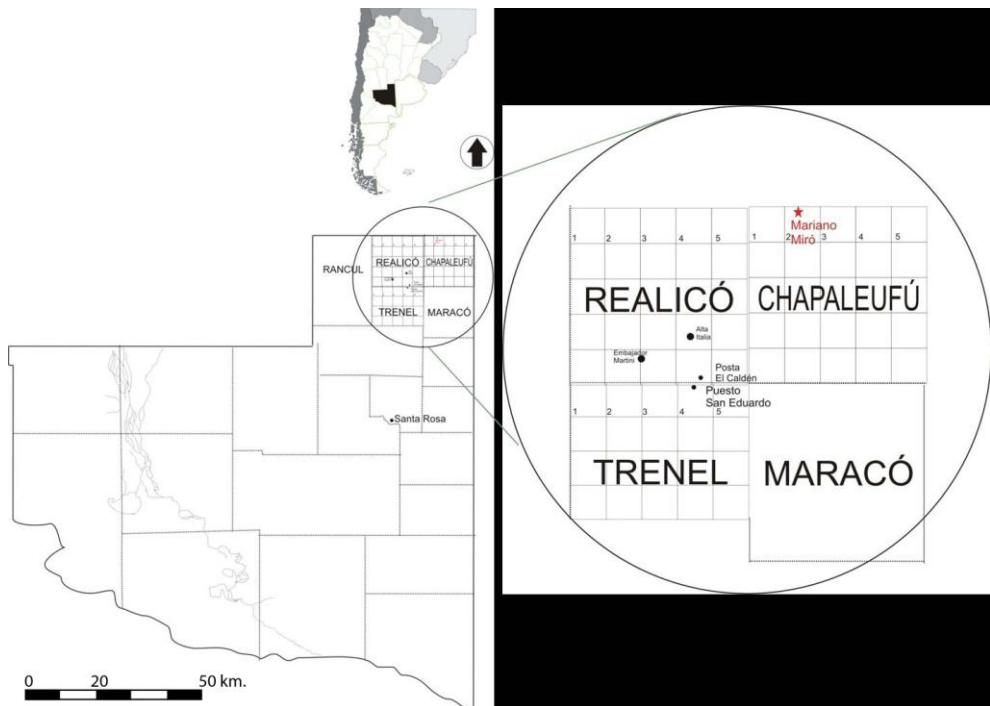 RANCUL
REALICÓ
CHAPALEUFÚ
TRENEL
MARACÓ
Santa Rosa
0 20 50 km.
1 2 3 4 5
1 2 3 4 5
Mariano
Miró
REALICÓ
CHAPALEUFÚ
Alta
Italia
Embajador
Martini
Posta
El Caldén
Puesto
San Eduardo
1 2 3 4 5
TRENEL
MARACÓ